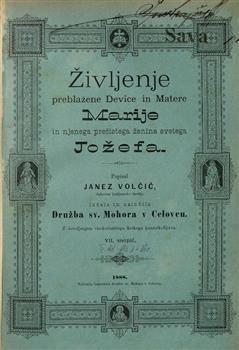 Sava
Življenje
preblažene Device in Matere
Marije
in njenega prečistega ženina svetega
Jožefa.
Popisal
JANEZ VOLČIČ,
Izdala in založila
Družba sv. Mohora v Celovcu.
VII. snopič.
1888.